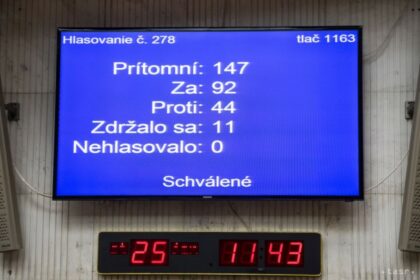 Hlasovanie č. 278 tlač 1163
Prítomní: 147
Za: 92
Proti: 44
Zdržalo sa: 11
Nehlasovalo: 0
Schválené
25 11:43
tasr